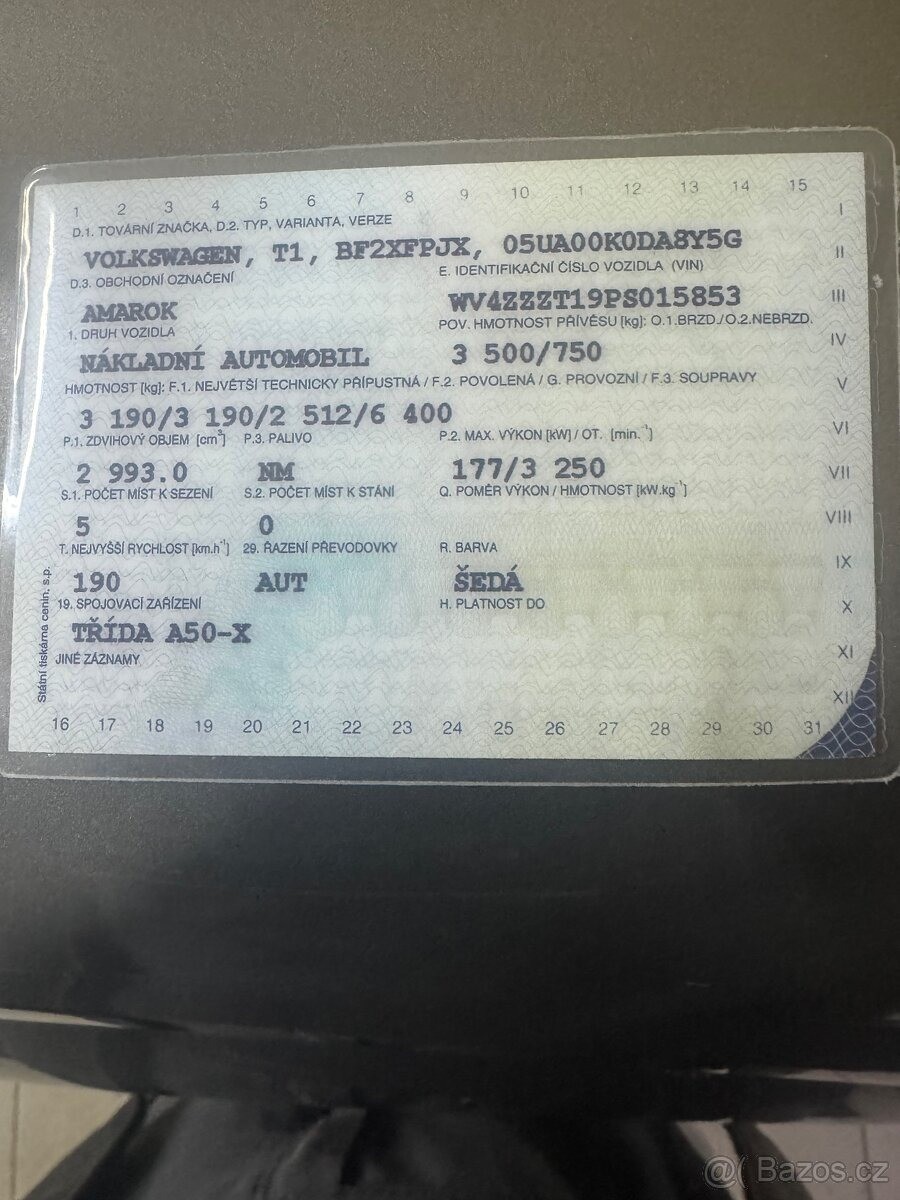 1 2 3 4 5 6 7 8 9 10 11 12 13 14 15
D.1. TOVÁRNÍ ZNAČKA, D.2. TYP, VARIANTA, VERZE
I
VOLKSWAGEN, T1, BF2XFPJX, 05UA00K0DA8Y5G
II
D.3. OBCHODNÍ OZNAČENÍ E. IDENTIFIKAČNÍ ČÍSLO VOZIDLA (VIN)
AMAROK WV4ZZZT19PS015853
III
1. DRUH VOZIDLA POV. HMOTNOST PŘÍVĚSU [kg]: O.1.BRZD./O.2.NEBRZD.
NÁKLADNÍ AUTOMOBIL 3 500/750
IV
HMOTNOST [kg]: F.1. NEJVĚTŠÍ TECHNICKY PŘÍPUSTNÁ / F.2. POVOLENÁ / G. PROVOZNÍ / F.3. SOUPRAVY
V
3 190/3 190/2 512/6 400
VI
P.1. ZDVIHOVÝ OBJEM [cm³] P.3. PALIVO P.2. MAX. VÝKON [kW] / OT. [min.⁻¹]
2 993.0 NM 177/3 250
VII
S.1. POČET MÍST K SEZENÍ S.2. POČET MÍST K STÁNÍ Q. POMĚR VÝKON / HMOTNOST [kW.kg⁻¹]
5 0
VIII
T. NEJVYŠŠÍ RYCHLOST [km.h⁻¹] 29. ŘAZENÍ PŘEVODOVKY R. BARVA
IX
190 AUT ŠEDÁ
19. SPOJOVACÍ ZAŘÍZENÍ H. PLATNOST DO
X
TŘÍDA A50-X
XI
JINÉ ZÁZNAMY
XII
16 17 18 19 20 21 22 23 24 25 26 27 28 29 30 31
Státní tiskárna cenin, s.p.
@( Bazos.cz